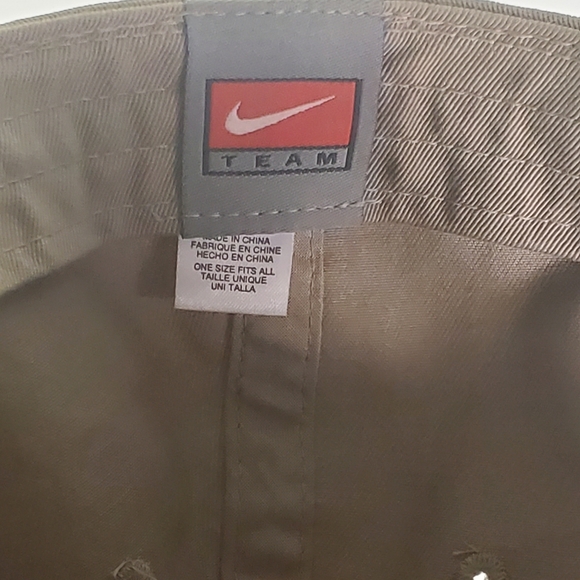 TEAM
MADE IN CHINA
FABRIQUE EN CHINE
HECHO EN CHINA
ONE SIZE FITS ALL
TAILLE UNIQUE
UNI TALLA